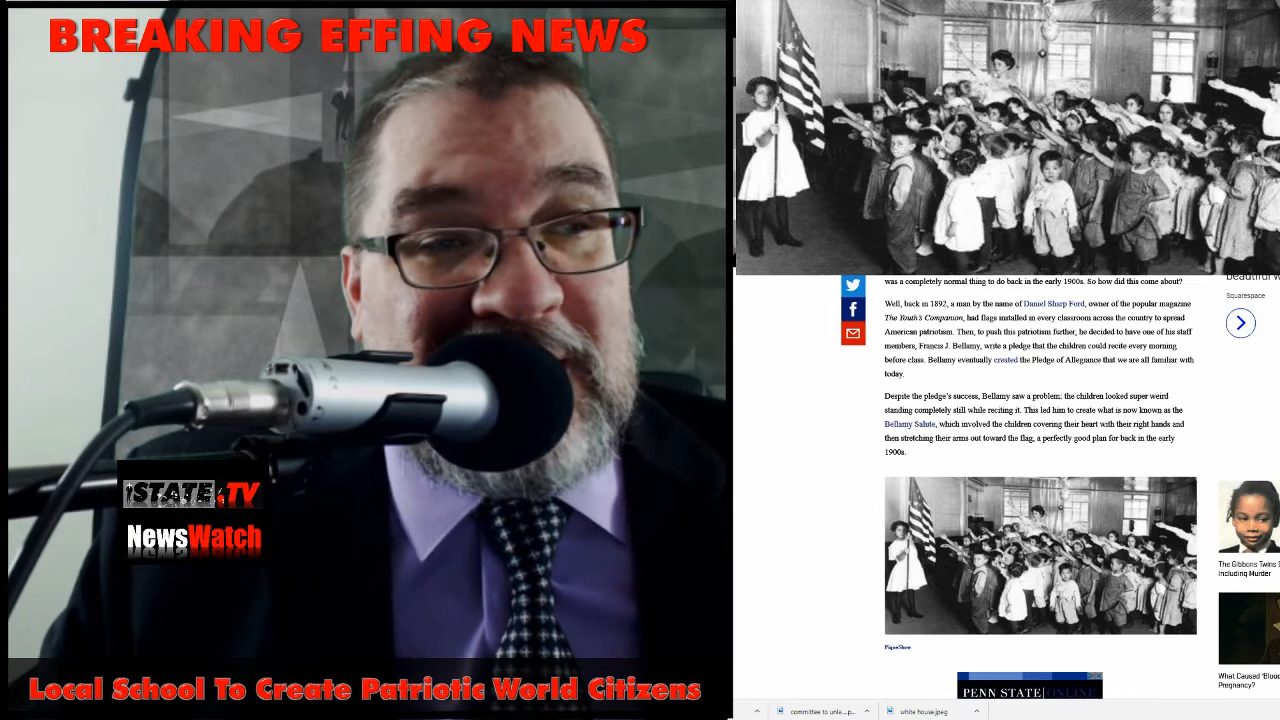 BREAKING EFFING NEWS
STATE TV
NewsWatch
Local School To Create Patriotic World Citizens
was a completely normal thing to do back in the early 1900s. So how did this come about?
Well, back in 1892, a man by the name of Daniel Sharp Ford, owner of the popular magazine
The Youth's Companion, had flags installed in every classroom across the country to spread
American patriotism. Then, to push this patriotism further, he decided to have one of his staff
members, Francis J. Bellamy, write a pledge that the children could recite every morning
before class. Bellamy eventually created the Pledge of Allegiance that we are all familiar with
today.
Despite the pledge's success, Bellamy saw a problem: the children looked super weird
standing completely still while reciting it. This led him to create what is now known as the
Bellamy Salute, which involved the children covering their heart with their right hands and
then stretching their arms out toward the flag, a perfectly good plan for back in the early
1900s.
PiqueShow
PENN STATE | ONLINE
beautiful w
Squarespace
The Gibbons Twins D
Including Murder
What Caused 'Blood
Pregnancy?
committee to unle....p...
white house.jpeg